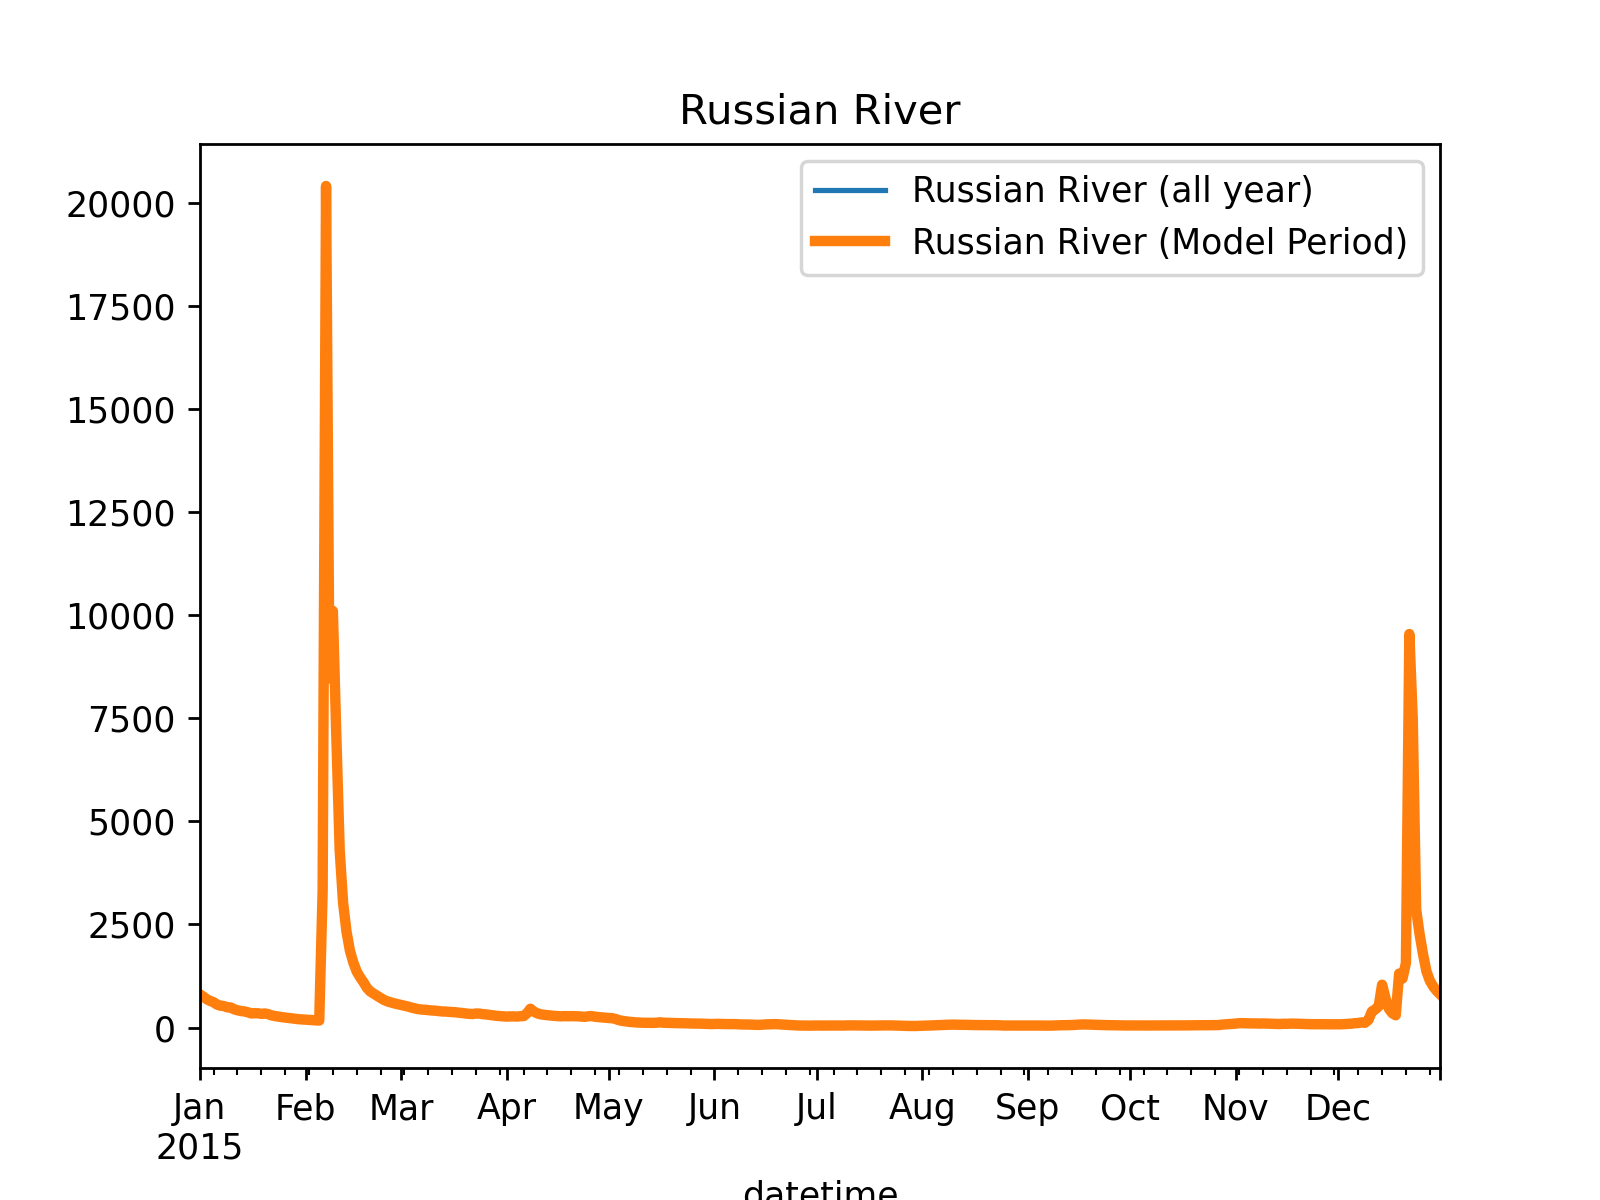 Russian River
Russian River (all year)
Russian River (Model Period)
20000
17500
15000
12500
10000
7500
5000
2500
0
Jan Feb Mar Apr May Jun Jul Aug Sep Oct Nov Dec
2015
datetime